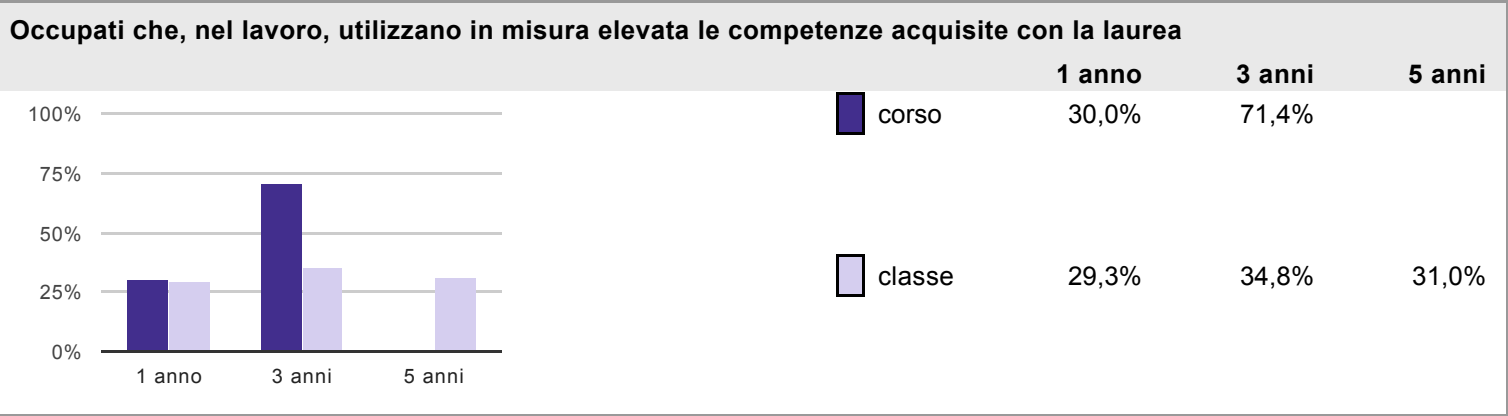 Occupati che, nel lavoro, utilizzano in misura elevata le competenze acquisite con la laurea
1 anno 3 anni 5 anni
100%
75%
50%
25%
0%
1 anno 3 anni 5 anni
corso 30,0% 71,4%
classe 29,3% 34,8% 31,0%